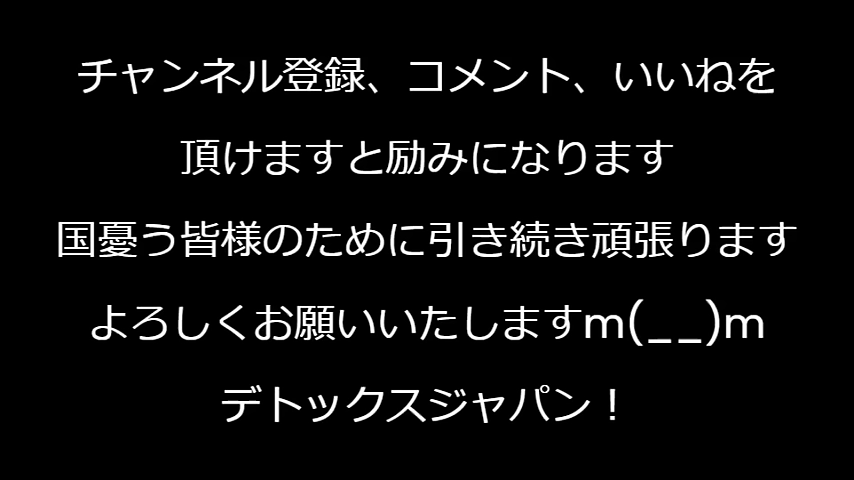 チャンネル登録、コメント、いいねを
頂けますと励みになります
国憂う皆様のために引き続き頑張ります
よろしくお願いいたしますm(__)m
デトックスジャパン！